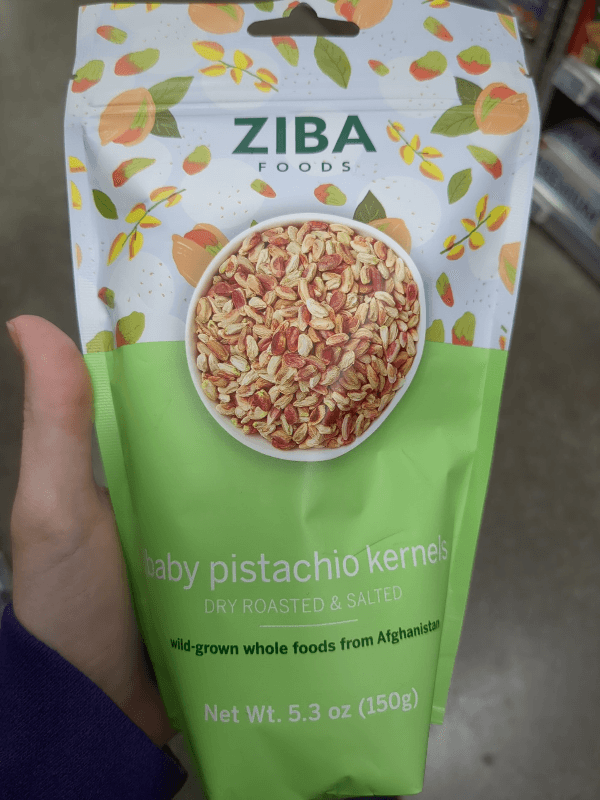 ZIBA
FOODS
baby pistachio kernels
DRY ROASTED & SALTED
wild-grown whole foods from Afghanistan
Net Wt. 5.3 oz (150g)